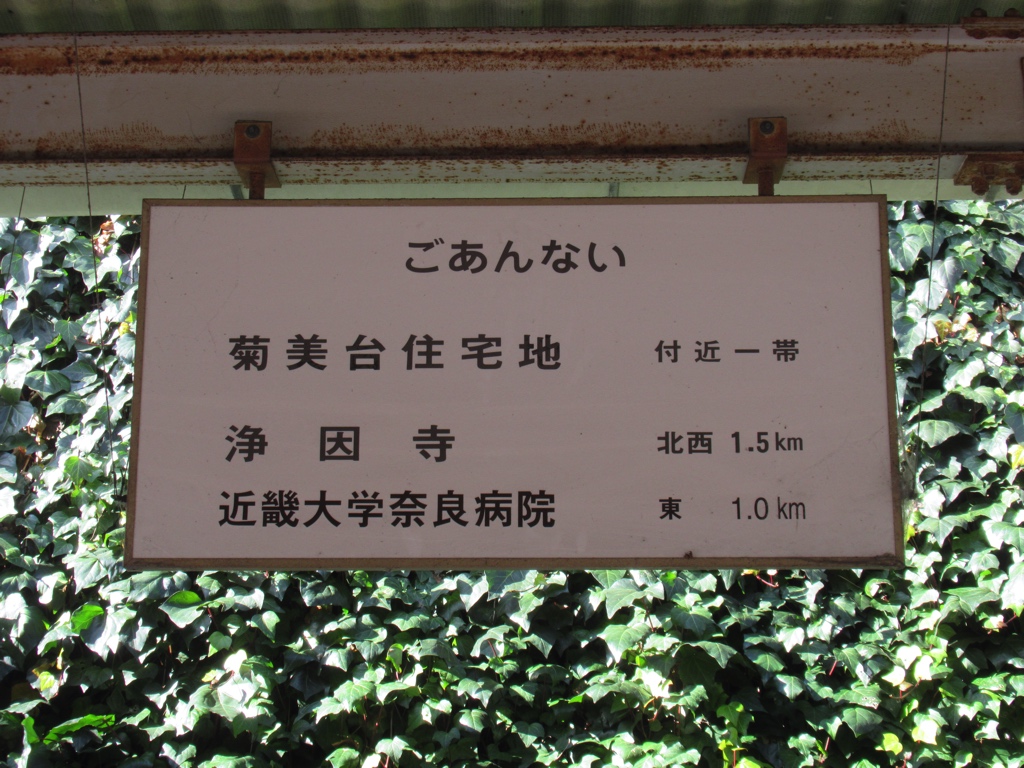 ごあんない
菊美台住宅地 付近一帯
浄因寺 北西 1.5km
近畿大学奈良病院 東 1.0km